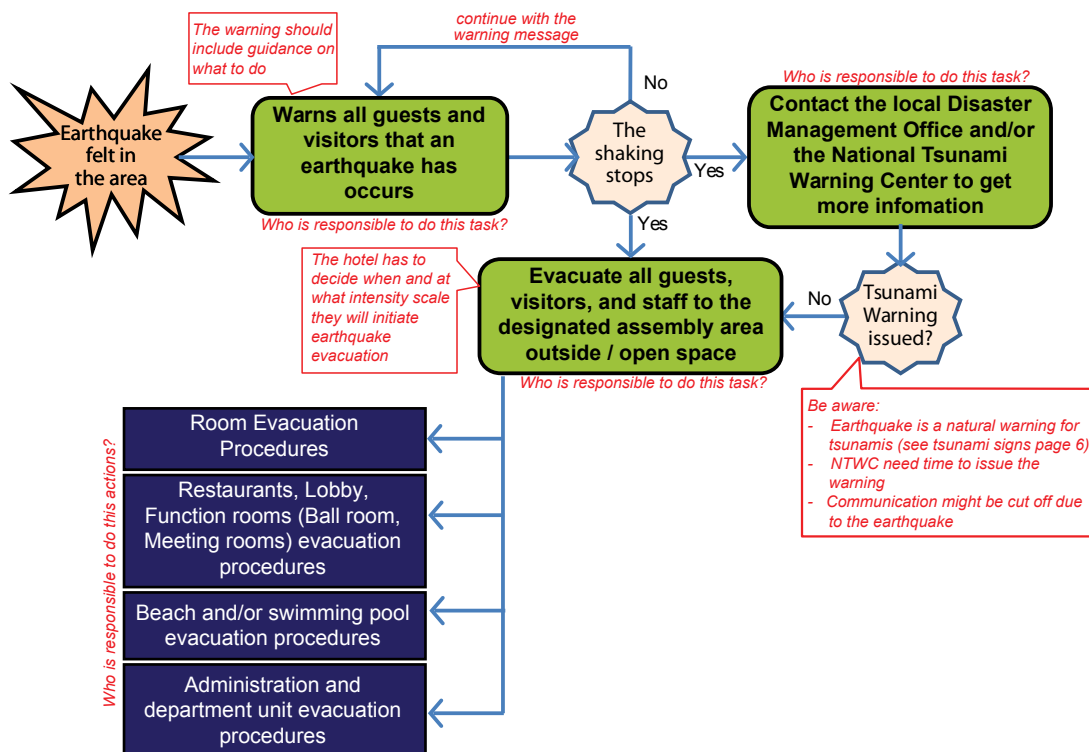 The warning should
include guidance on
what to do
continue with the
warning message
No
Who is responsible to do this task?
Earthquake
felt in
the area
Warns all guests and
visitors that an
earthquake has
occurs
The
shaking
stops
Yes
Contact the local Disaster
Management Office and/or
the National Tsunami
Warning Center to get
more infomation
Who is responsible to do this task?
Yes
The hotel has to
decide when and at
what intensity scale
they will initiate
earthquake
evacuation
Evacuate all guests,
visitors, and staff to the
designated assembly area
outside / open space
No
Tsunami
Warning
issued?
Who is responsible to do this task?
Be aware:
- Earthquake is a natural warning for
tsunamis (see tsunami signs page 6)
- NTWC need time to issue the
warning
- Communication might be cut off due
to the earthquake
Who is responsible to do this actions?
Room Evacuation
Procedures
Restaurants, Lobby,
Function rooms (Ball room,
Meeting rooms) evacuation
procedures
Beach and/or swimming pool
evacuation procedures
Administration and
department unit evacuation
procedures